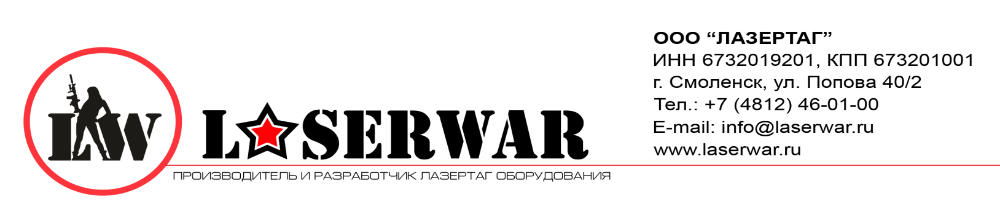 LW
LASERWAR
ПРОИЗВОДИТЕЛЬ И РАЗРАБОТЧИК ЛАЗЕРТАГ ОБОРУДОВАНИЯ
ООО “ЛАЗЕРТАГ”
ИНН 6732019201, КПП 673201001
г. Смоленск, ул. Попова 40/2
Тел.: +7 (4812) 46-01-00
E-mail: info@laserwar.ru
www.laserwar.ru